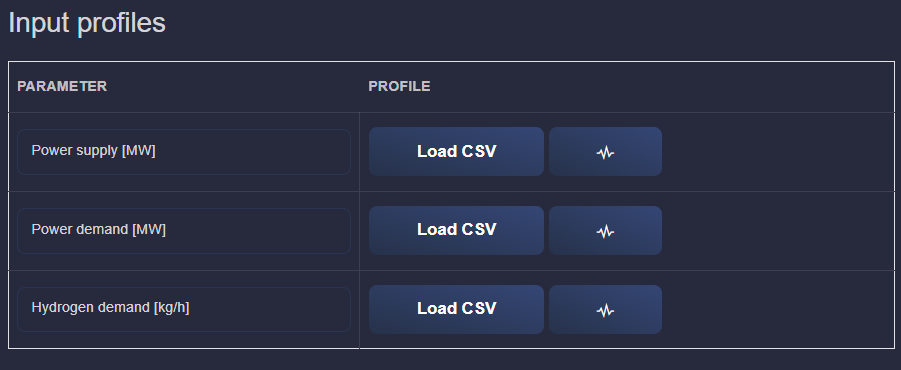 Input profiles
PARAMETER PROFILE
Power supply [MW] Load CSV
Power demand [MW] Load CSV
Hydrogen demand [kg/h] Load CSV